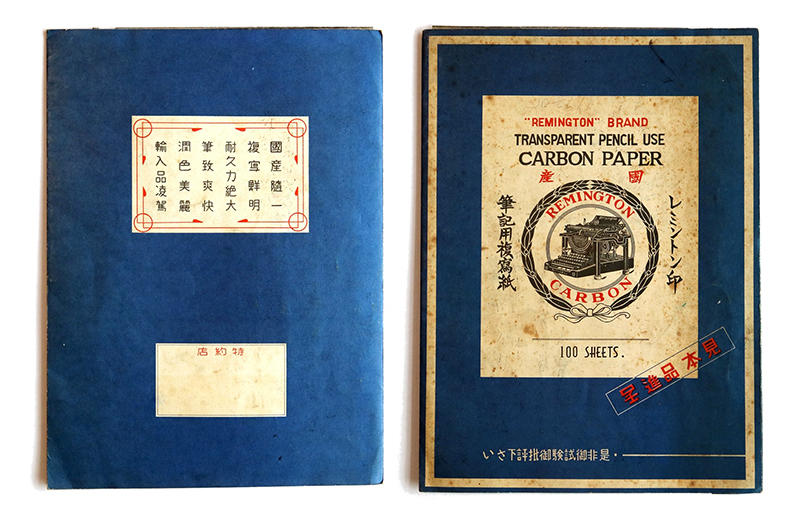 國産隨一
複寫鮮明
耐久力絶大
筆致爽快
潤色美麗
輸入品凌駕
特約店
"REMINGTON" BRAND
TRANSPARENT PENCIL USE
CARBON PAPER
國産
REMINGTON
CARBON
レミントン印
筆記用複寫紙
100 SHEETS.
見本品進呈
・是非御試験御批評下さい